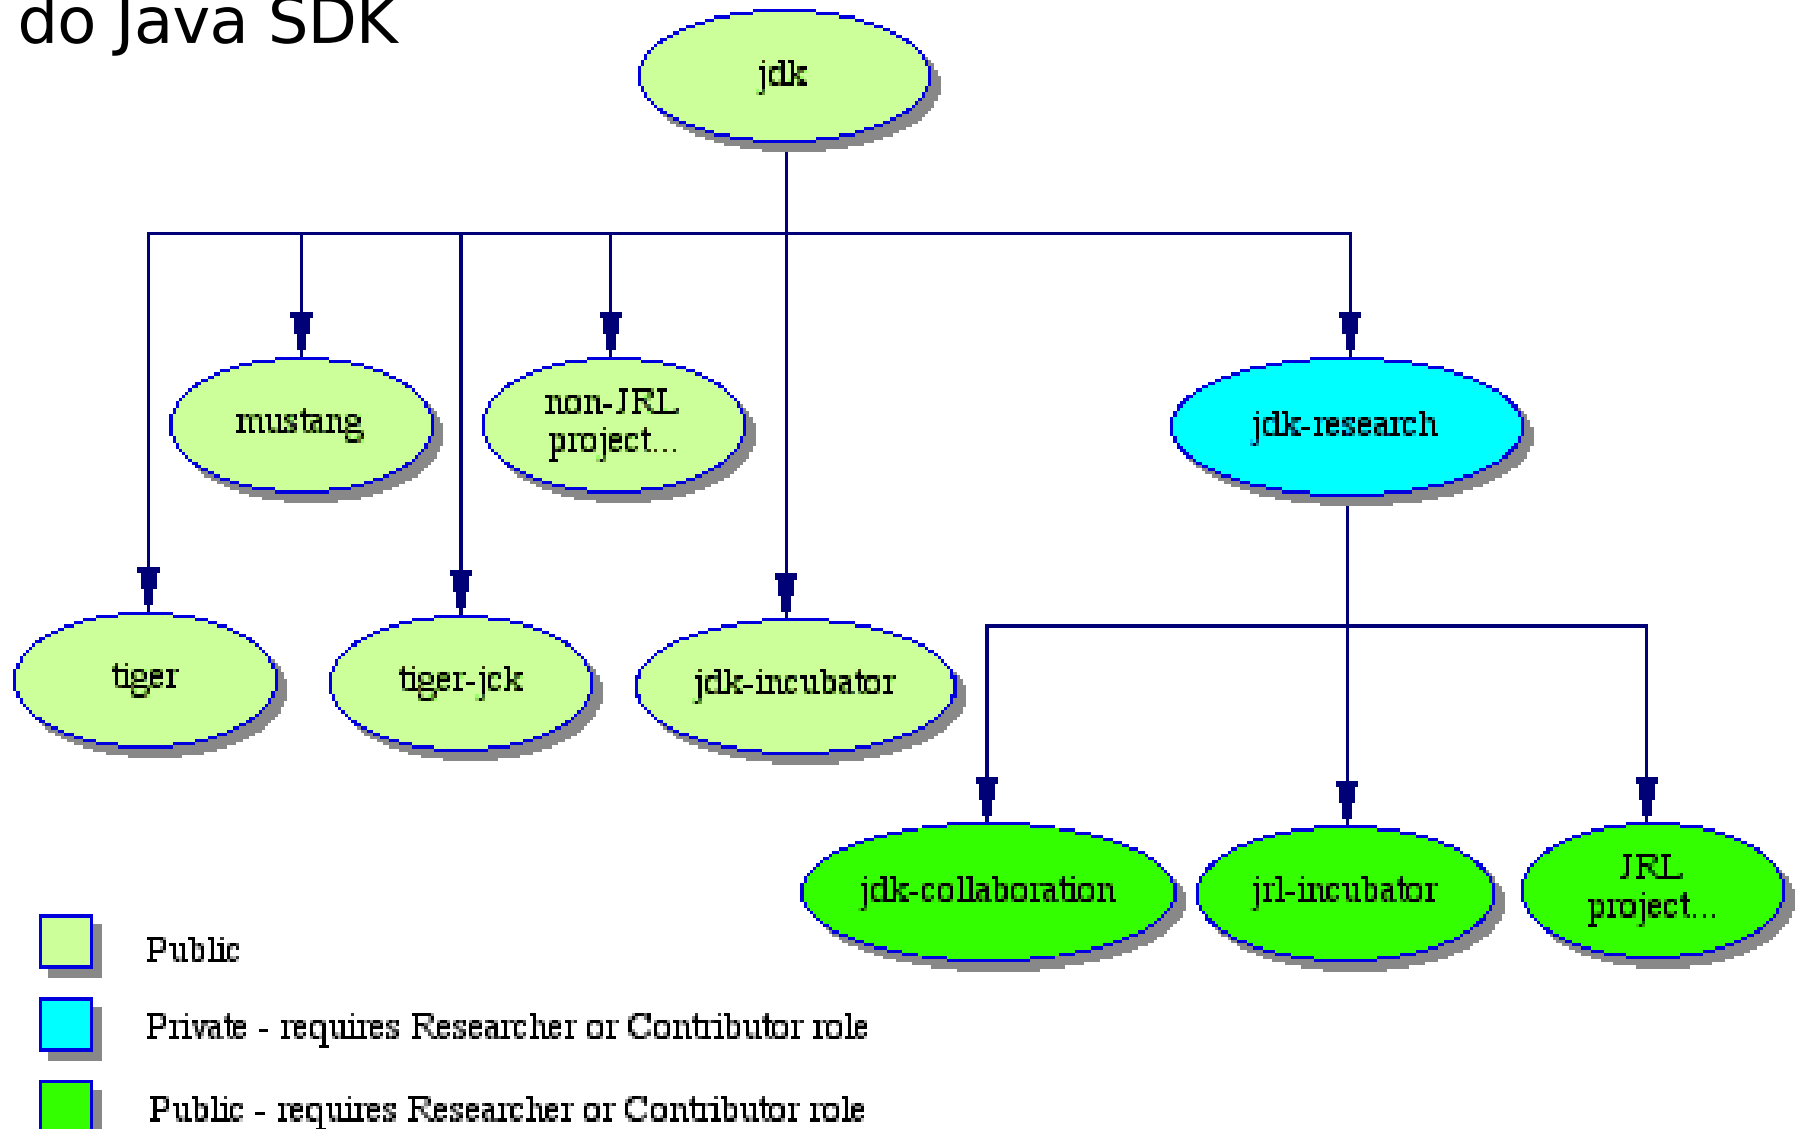 do Java SDK
jdk
mustang
non-JRL
project...
jdk-research
tiger
tiger-jck
jdk-incubator
jdk-collaboration
jrl-incubator
JRL
project...
Public
Private - requires Researcher or Contributor role
Public - requires Researcher or Contributor role